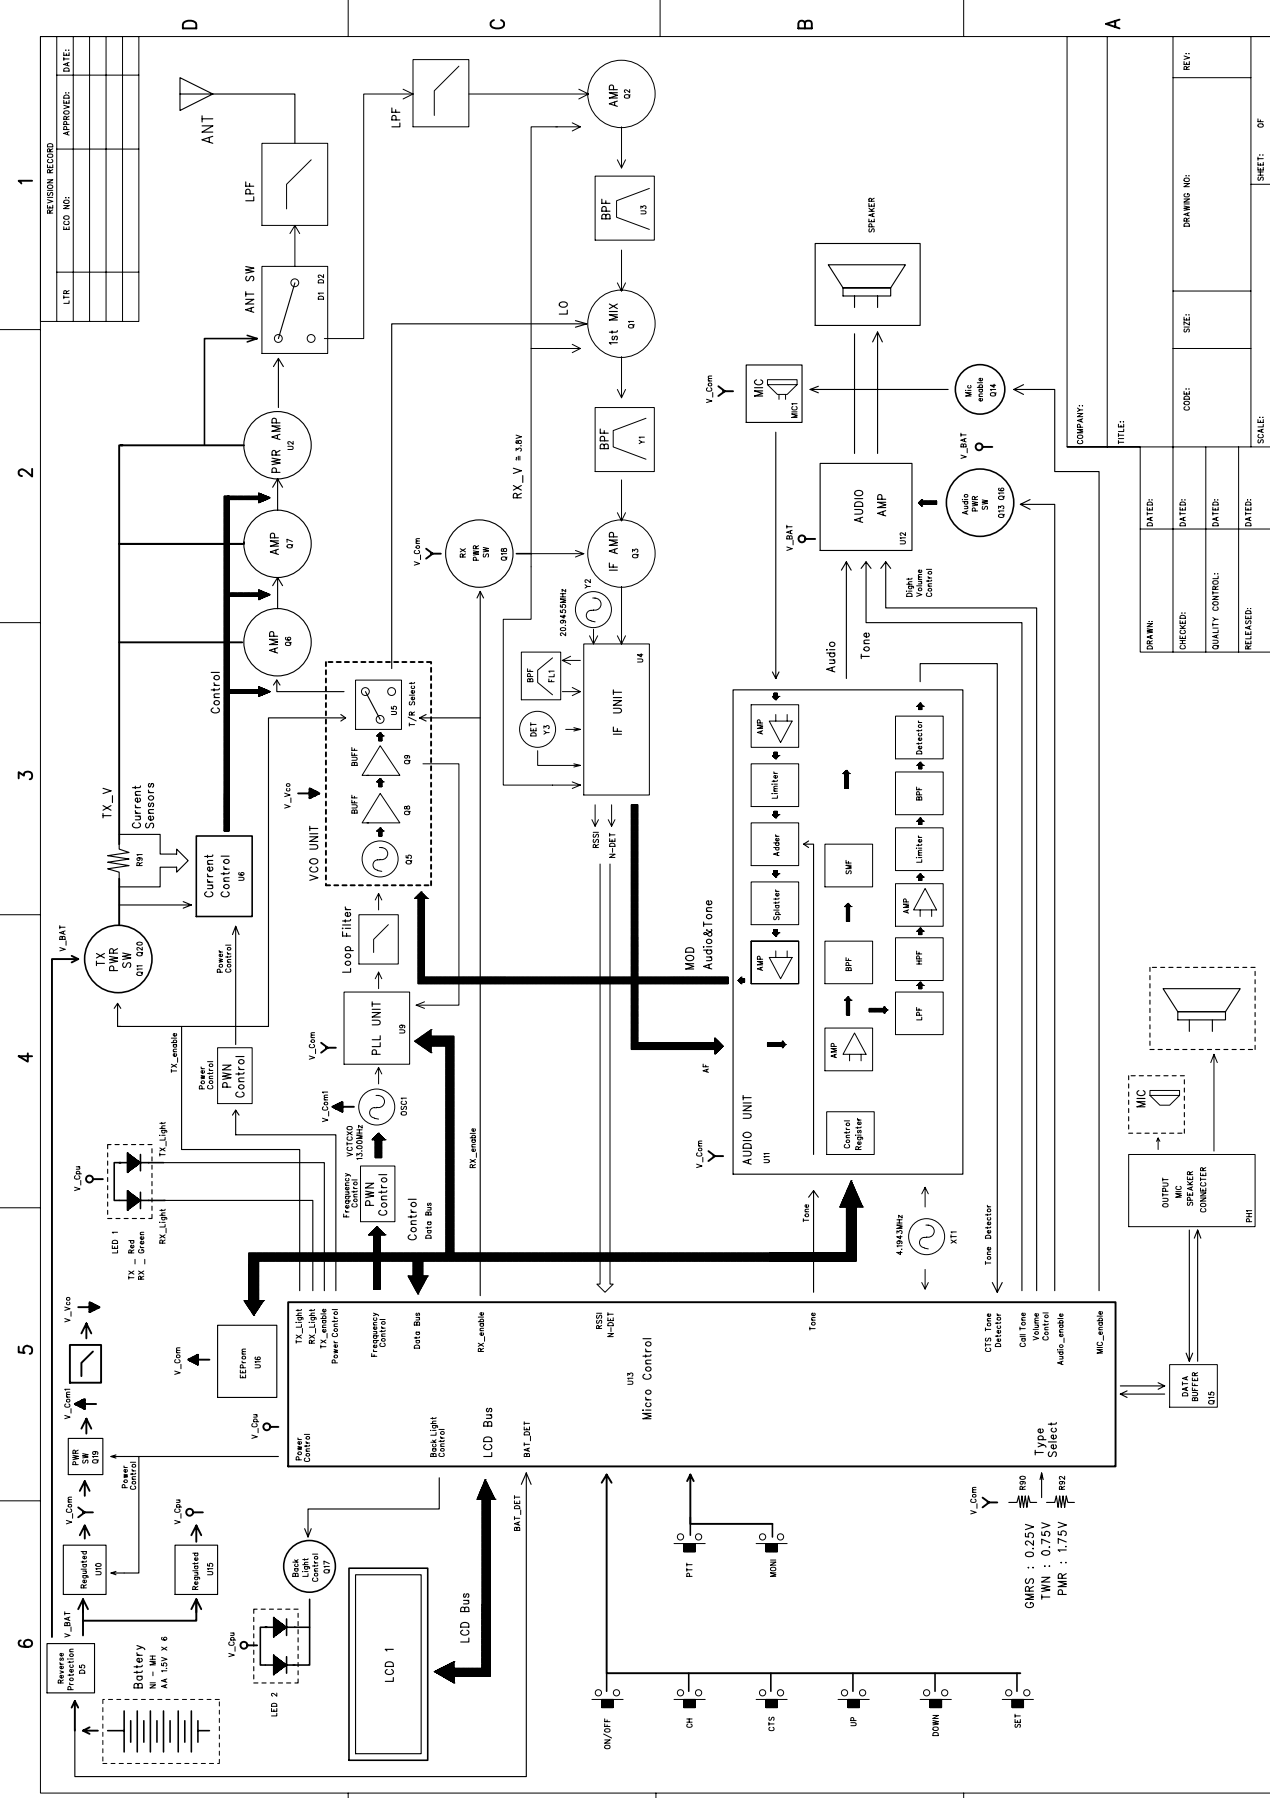 6
5
4
3
2
1
D
C
B
A
REVISION RECORD
LTR
ECO NO:
APPROVED:
DATE:
Battery
NI - MH
AA 1.5V X 6
Reverse
Protection
D5
V_BAT
Regulated
U10
V_Com
PWR
SW
Q19
V_Com1
V_Vco
Power
Control
Regulated
U15
V_Cpu
V_Cpu
LED 2
Back
Light
Control
Q17
LCD 1
LCD Bus
BAT_DET
ON/OFF
CH
CTS
UP
DOWN
SET
PTT
MONI
GMRS : 0.25V
TWN : 0.75V
PMR : 1.75V
V_Com
R90
R92
V_Cpu
V_Com
EEProm
U16
Power
Control
Back Light
Control
LCD Bus
BAT_DET
Type
Select
U13
Micro Control
TX_Light
RX_Light
TX_enable
Power Control
Freqquency
Control
Data Bus
RX_enable
RSSI
N-DET
Tone
CTS Tone
Detector
Call Tone
Volume
Control
Audio_enable
MIC_enable
LED 1
TX _ Red
RX _ Green
V_Cpu
RX_Light
TX_Light
TX_enable
Power
Control
PWN
Control
Power
Control
V_BAT
TX
PWR
SW
Q11 Q20
R91
TX_V
Current
Sensors
Current
Control
U6
Control
AMP
Q6
AMP
Q7
PWR AMP
U2
ANT SW
D1 D2
LPF
ANT
LPF
AMP
Q2
BPF
U3
LO
1st MIX
Q1
BPF
Y1
RX_V = 3.8V
IF AMP
Q3
V_Com
RX
PWR
SW
Q18
20.9455MHz
Y2
IF UNIT
U4
BPF
FL1
DET
Y3
RSSI
N-DET
Control
Data Bus
Freqquency
Control
PWN
Control
VCTCXO
13.00MHz
V_Com1
OSC1
V_Com
PLL UNIT
U9
Loop Filter
VCO UNIT
V_Vco
Q5
BUFF
Q8
BUFF
Q9
U5
T/R Select
RX_enable
MOD
Audio&Tone
AF
V_Com
AUDIO UNIT
U11
Control
Register
AMP
Splatter
Adder
Limiter
AMP
AMP
BPF
SMF
LPF
HPF
AMP
Limiter
BPF
Detector
Tone
4.1943MHz
XT1
Tone Detector
Audio
Tone
Dight
Volume
Control
V_BAT
AUDIO
AMP
U12
V_BAT
Audio
PWR
SW
Q13 Q16
V_Com
MIC
MIC1
Mic
enable
Q14
SPEAKER
DATA
BUFFER
Q15
OUTPUT
MIC
SPEAKER
CONNECTER
PH1
MIC
COMPANY:
TITLE:
DRAWN:
DATED:
CHECKED:
DATED:
QUALITY CONTROL:
DATED:
RELEASED:
DATED:
CODE:
SIZE:
DRAWING NO:
REV:
SCALE:
SHEET:
OF